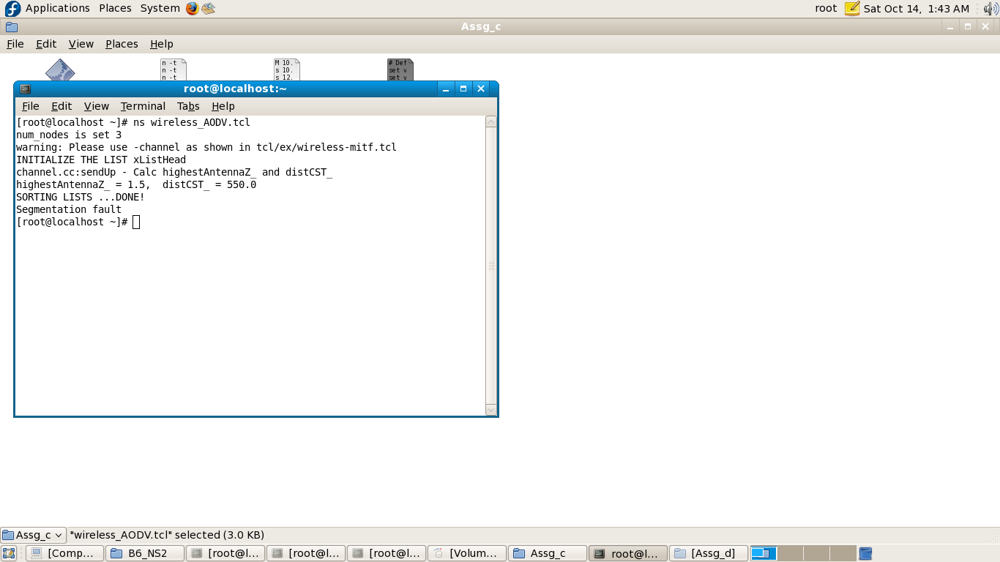 Applications Places System root Sat Oct 14, 1:43 AM
Assg_c
File Edit View Places Help
n -t
n -t
n -t
M 10.
s 10.
s 12.
# Def
set v
set v
root@localhost:~
File Edit View Terminal Tabs Help
[root@localhost ~]# ns wireless_AODV.tcl
num_nodes is set 3
warning: Please use -channel as shown in tcl/ex/wireless-mitf.tcl
INITIALIZE THE LIST xListHead
channel.cc:sendUp - Calc highestAntennaZ_ and distCST_
highestAntennaZ_ = 1.5,  distCST_ = 550.0
SORTING LISTS ...DONE!
Segmentation fault
[root@localhost ~]#
Assg_c "wireless_AODV.tcl" selected (3.0 KB)
[Comp... B6_NS2 [root@l... [root@l... [root@l... [Volum... Assg_c root@l... [Assg_d]